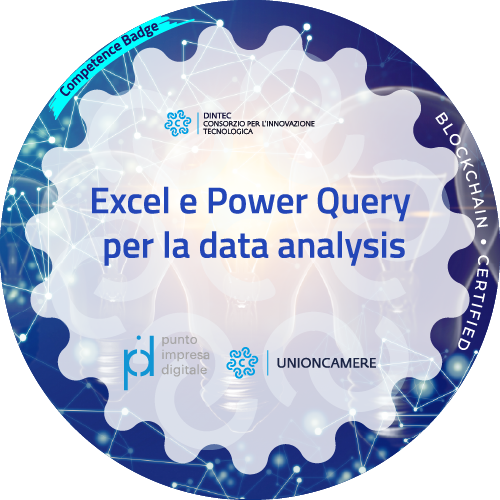 Competence Badge
DINTEC
CONSORZIO PER L'INNOVAZIONE
TECNOLOGICA
BLOCKCHAIN • CERTIFIED
Excel e Power Query
per la data analysis
pid
punto
impresa
digitale
UNIONCAMERE